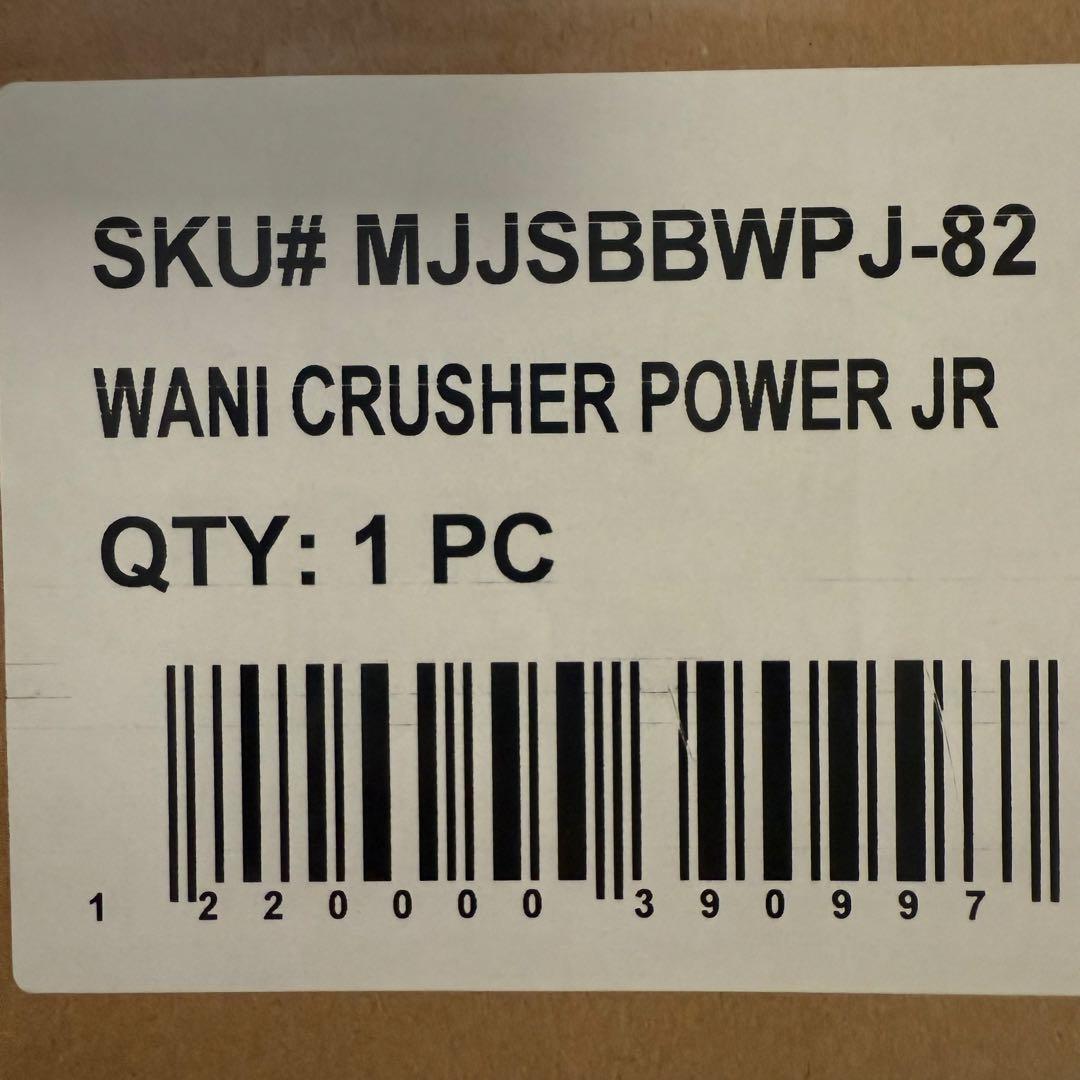 SKU# MJJSBBWPJ-82
WANI CRUSHER POWER JR
QTY: 1 PC
1 220000 390997